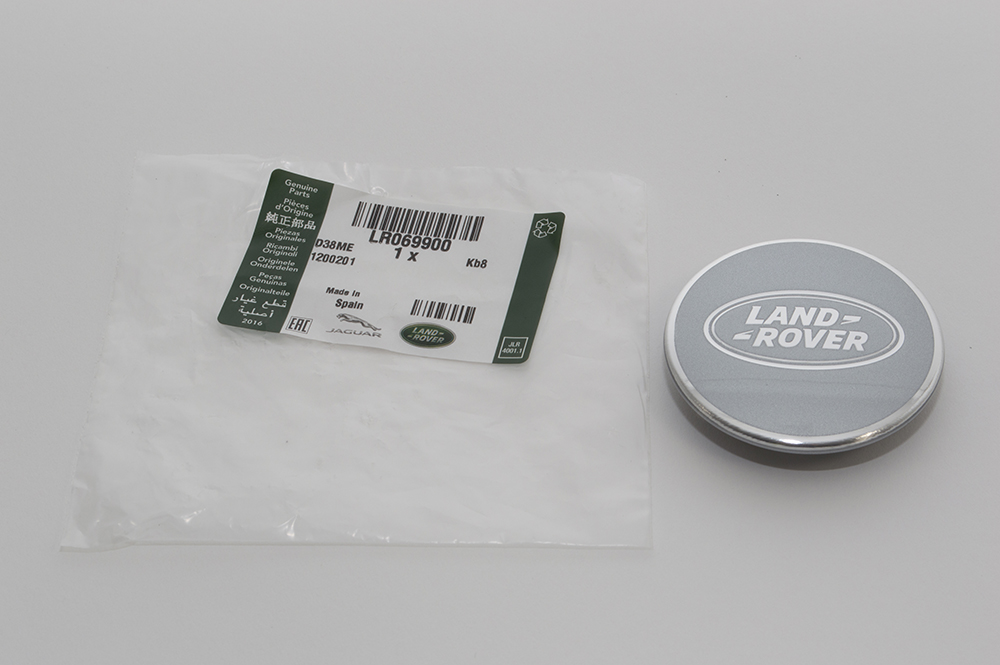 Genuine
Parts
Pièces
d'Origine
純正部品
Piezas
Originales
Ricambi
Originali
Originele
Onderdelen
Peças
Genuinas
Originalteile
قطع غيار
أصلية
2016
LR069900
1 x
Kb8
D38ME
1200201
Made in
Spain
EAC
JAGUAR
LAND
ROVER
JLR
4001.1
LAND
ROVER